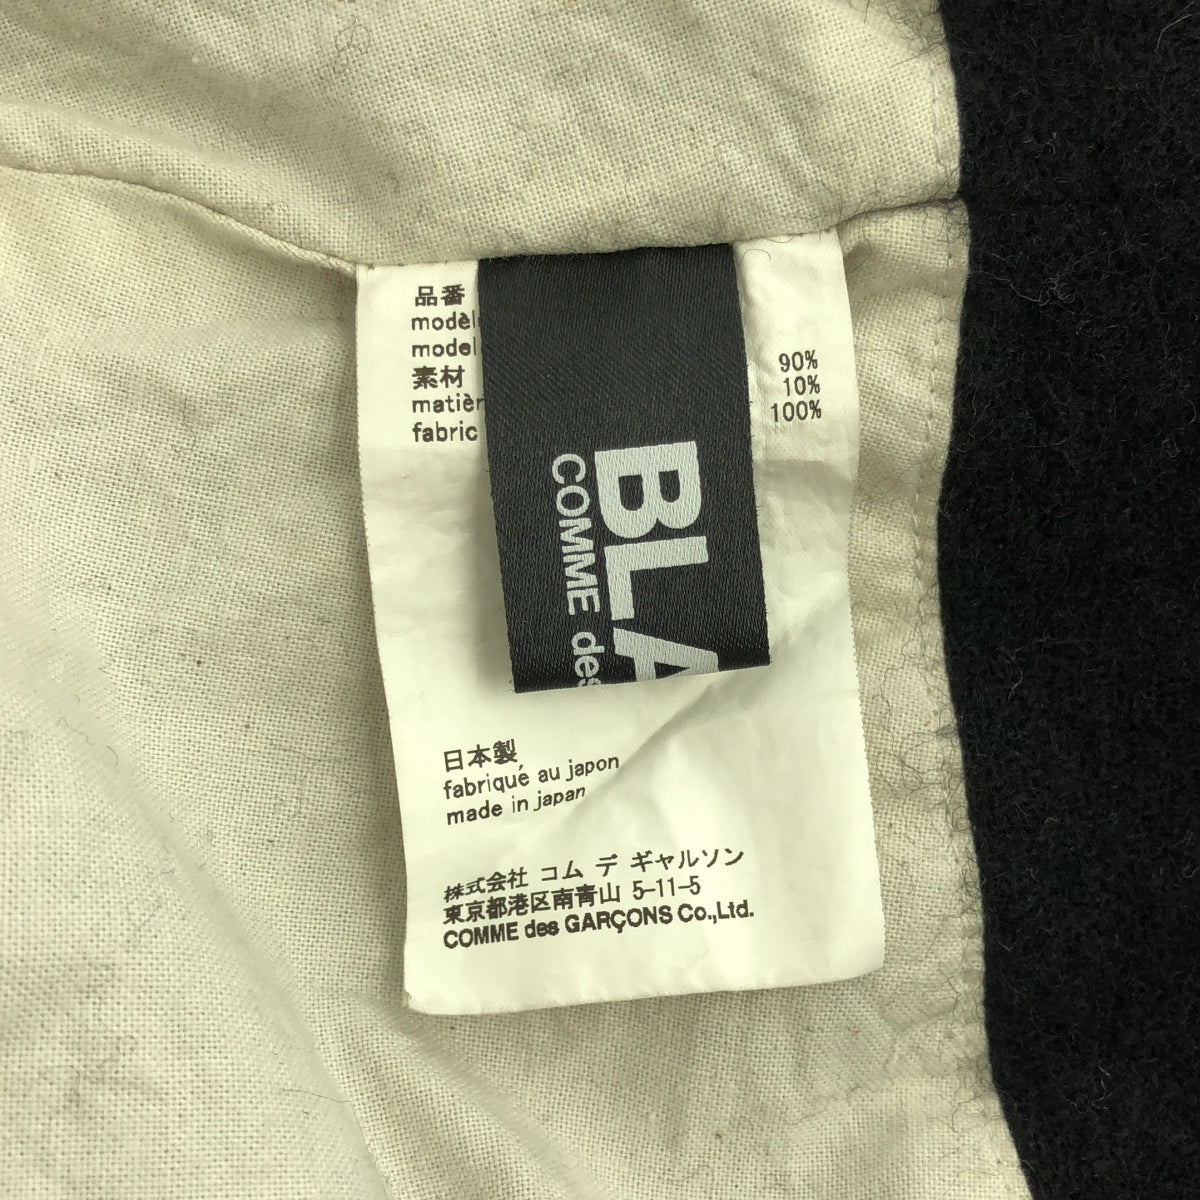 品番
modèl
model
素材
matièr
fabric
90%
10%
100%
BLA
COMME des
日本製
fabrique au japon
made in japan
株式会社 コム デ ギャルソン
東京都港区南青山 5-11-5
COMME des GARÇONS Co.,Ltd.